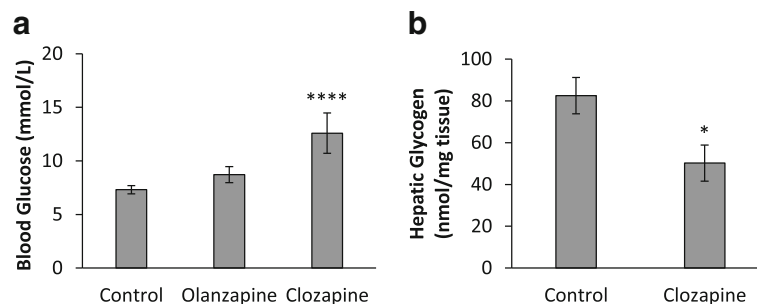 a
Blood Glucose (mmol/L)
20
15
10
5
0
****
Control Olanzapine Clozapine
b
Hepatic Glycogen
(nmol/mg tissue)
100
80
60
40
20
0
*
Control Clozapine